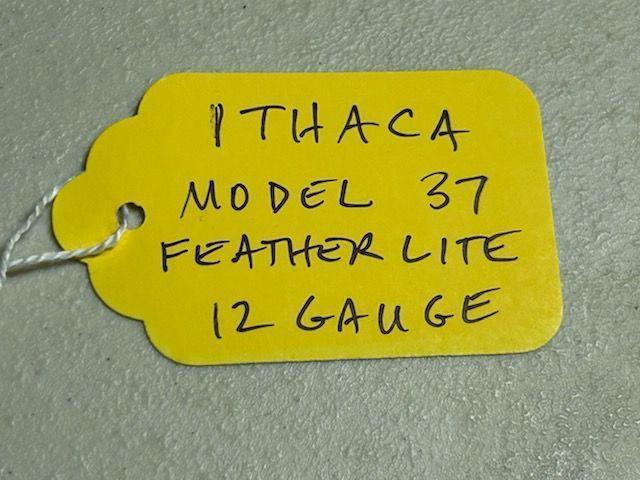 ITHACA
MODEL 37
FEATHER LITE
12 GAUGE